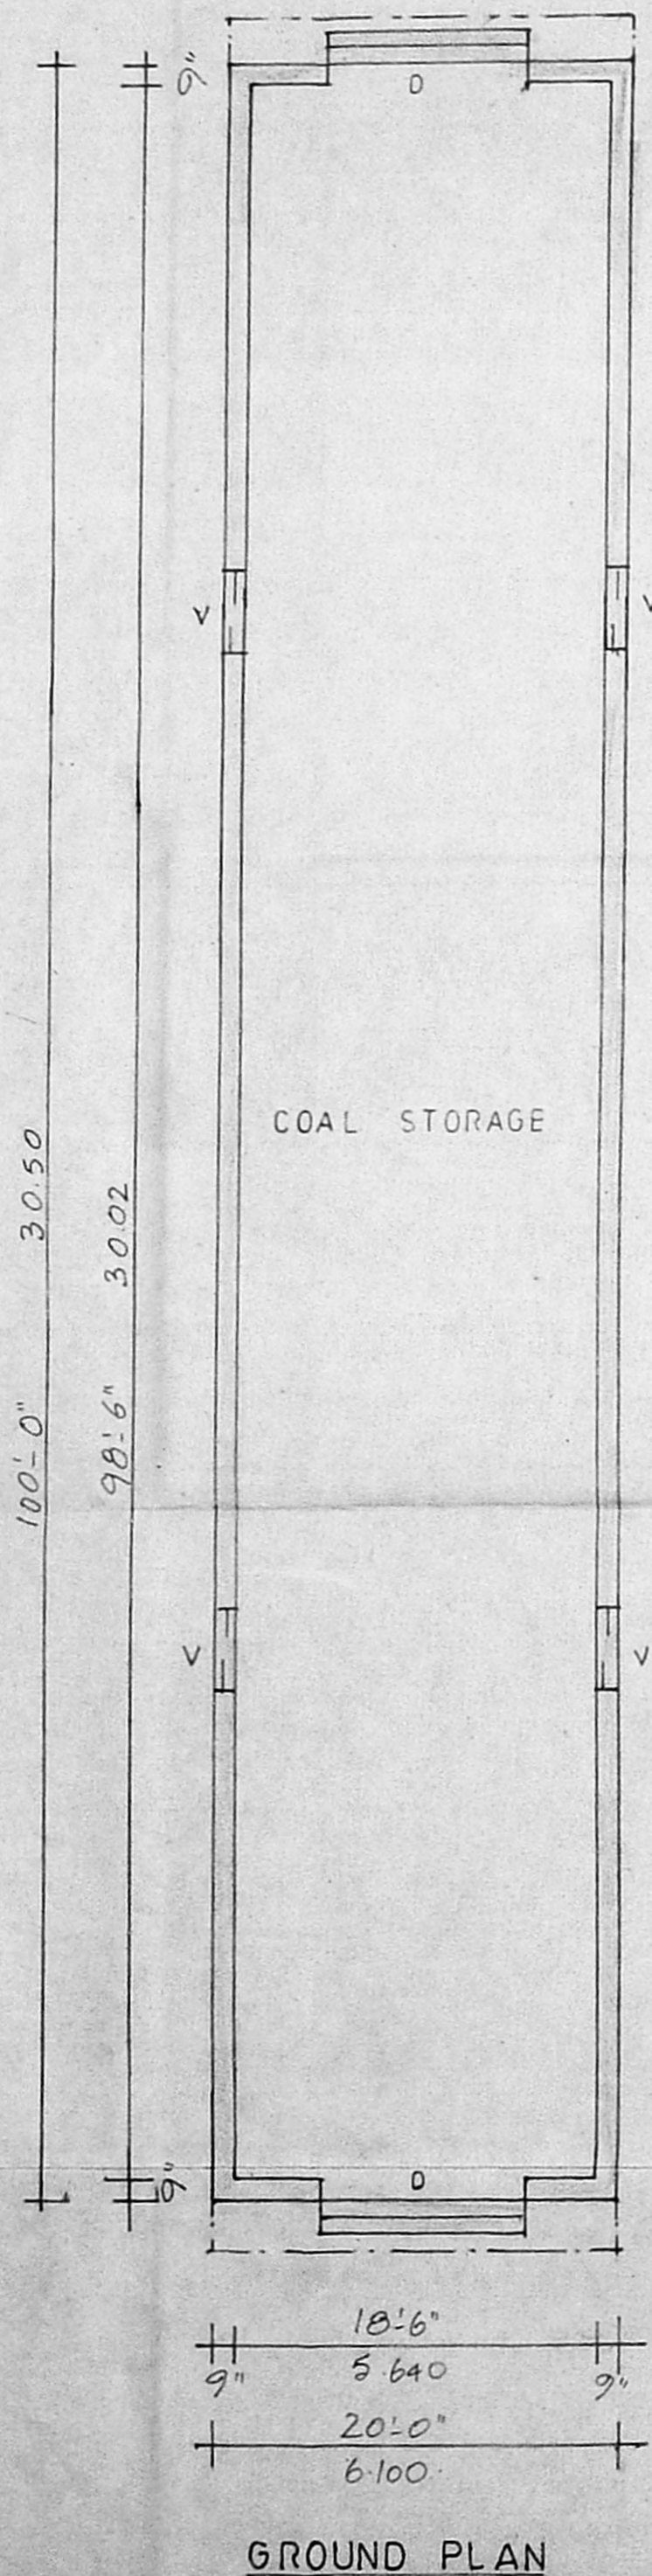 9"
D
V V
COAL STORAGE
100'-0" 30.50
98'-6" 30.02
V V
9"
D
18'-6"
9" 5.640 9"
20'-0"
6.100
GROUND PLAN